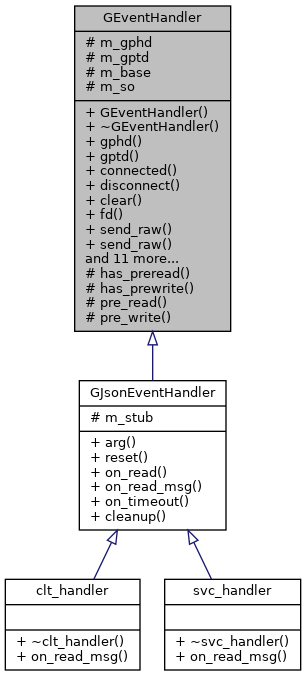 GEventHandler
# m_gphd
# m_gptd
# m_base
# m_so
+ GEventHandler()
+ ~GEventHandler()
+ gphd()
+ gptd()
+ connected()
+ disconnect()
+ clear()
+ fd()
+ send_raw()
+ send_raw()
and 11 more...
# has_preread()
# has_prewrite()
# pre_read()
# pre_write()
GJsonEventHandler
# m_stub
+ arg()
+ reset()
+ on_read()
+ on_read_msg()
+ on_timeout()
+ cleanup()
clt_handler
+ ~clt_handler()
+ on_read_msg()
svc_handler
+ ~svc_handler()
+ on_read_msg()